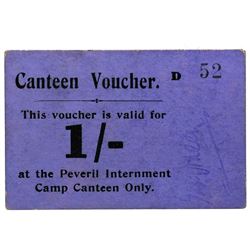 Canteen Voucher. D 52
This voucher is valid for
1/-
at the Peveril Internment
Camp Canteen Only.